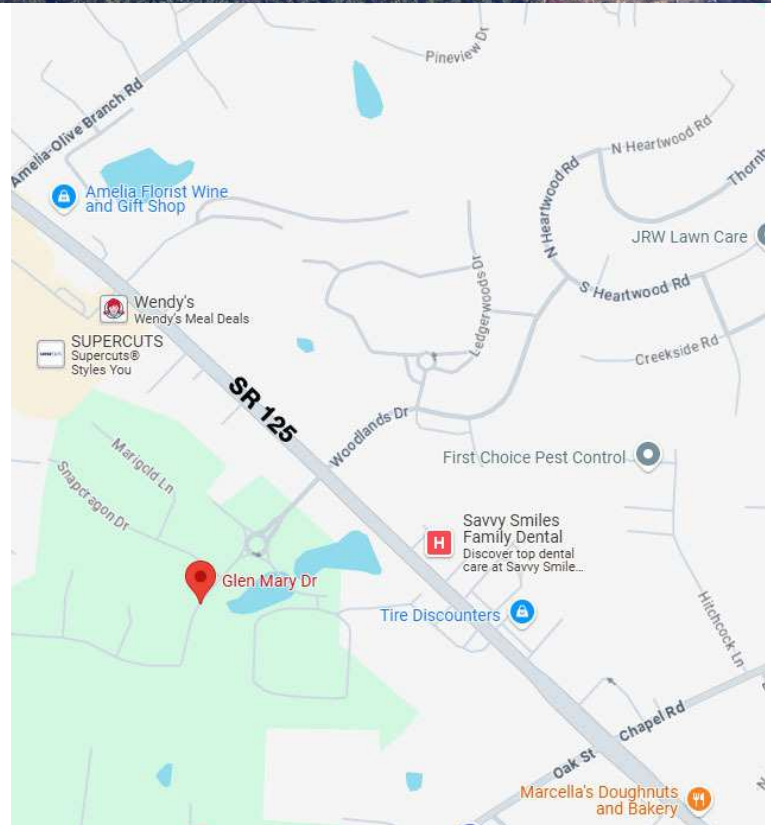 Pineview Dr
Amelia-Olive Branch Rd
N Heartwood Rd
Amelia Florist Wine
and Gift Shop
N Heartwood Rd
JRW Lawn Care
Ledgerwoods Dr
S Heartwood Rd
Wendy's
Wendy's Meal Deals
SUPERCUTS
Supercuts®
Styles You
Creekside Rd
SR 125
Woodlands Dr
Marigold Ln
First Choice Pest Control
Snapdragon Dr
H
Savvy Smiles
Family Dental
Discover top dental
care at Savvy Smile...
Glen Mary Dr
Tire Discounters
Hitchcock Ln
Chapel Rd
Oak St
Marcella's Doughnuts
and Bakery